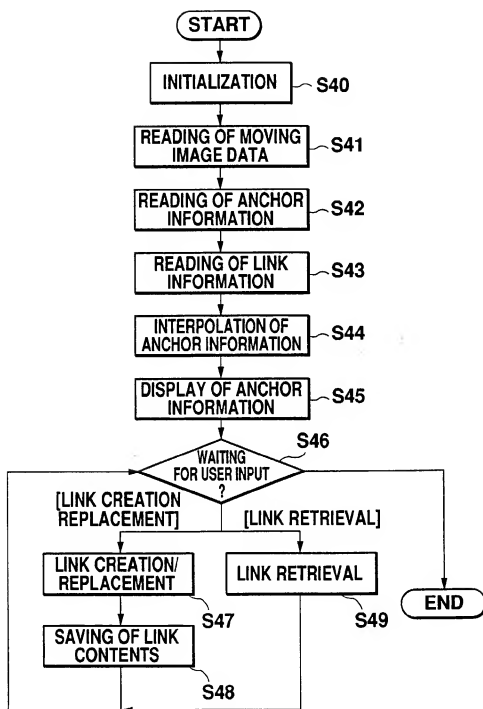 START
INITIALIZATION
S40
READING OF MOVING
IMAGE DATA
S41
READING OF ANCHOR
INFORMATION
S42
READING OF LINK
INFORMATION
S43
INTERPOLATION OF
ANCHOR INFORMATION
S44
DISPLAY OF ANCHOR
INFORMATION
S45
S46
WAITING
FOR USER INPUT
?
[LINK CREATION
REPLACEMENT]
[LINK RETRIEVAL]
LINK CREATION/
REPLACEMENT
S47
LINK RETRIEVAL
S49
END
SAVING OF LINK
CONTENTS
S48